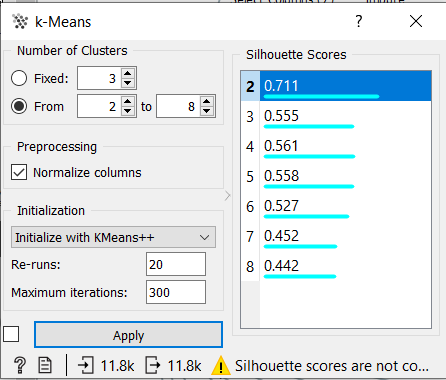 k-Means ? ×
Number of Clusters
Fixed: 3
From 2 to 8
Preprocessing
Normalize columns
Initialization
Initialize with KMeans++
Re-runs: 20
Maximum iterations: 300
Apply
Silhouette Scores
2 0.711
3 0.555
4 0.561
5 0.558
6 0.527
7 0.452
8 0.442
? 11.8k 11.8k Silhouette scores are not co...